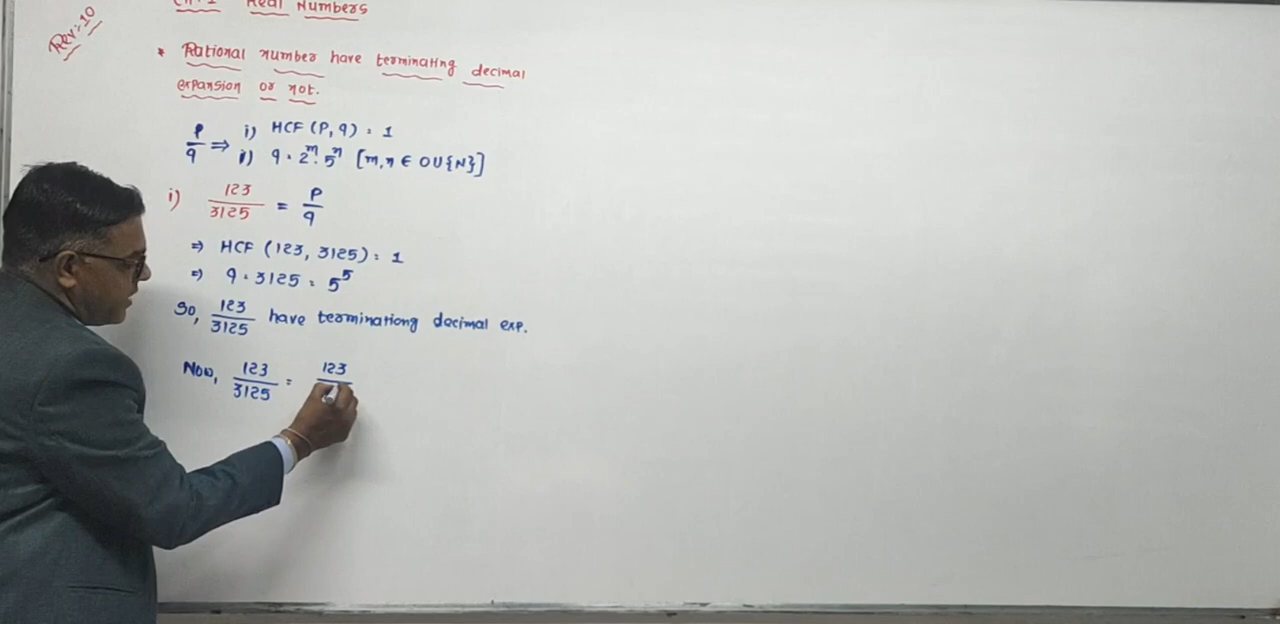 Ch: 1 Real Numbers
Rev: 10
* Rational number have terminating decimal
expansion or not.
P/q ⇒ i) HCF (P, q) = 1
ii) q = 2^m . 5^n [m, n ∈ 0 U {N}]
i) 123/3125 = P/q
⇒ HCF (123, 3125) = 1
⇒ q = 3125 = 5^5
So, 123/3125 have terminationg decimal exp.
Now, 123/3125 = 123